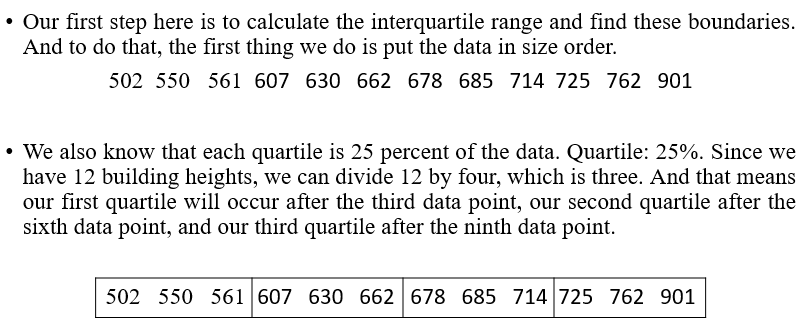 • Our first step here is to calculate the interquartile range and find these boundaries.
And to do that, the first thing we do is put the data in size order.
502 550 561 607 630 662 678 685 714 725 762 901
• We also know that each quartile is 25 percent of the data. Quartile: 25%. Since we
have 12 building heights, we can divide 12 by four, which is three. And that means
our first quartile will occur after the third data point, our second quartile after the
sixth data point, and our third quartile after the ninth data point.
502 550 561 607 630 662 678 685 714 725 762 901